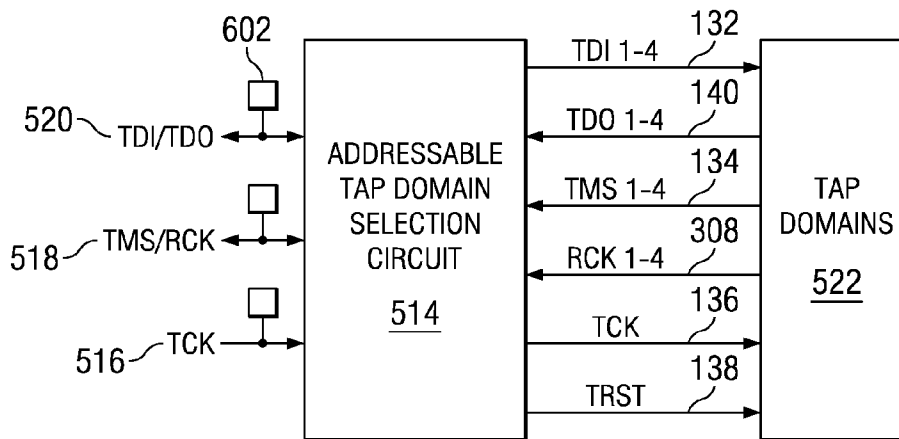 602
520 TDI/TDO
518 TMS/RCK
516 TCK
ADDRESSABLE
TAP DOMAIN
SELECTION
CIRCUIT
514
TDI 1-4 132
TDO 1-4 140
TMS 1-4 134
RCK 1-4 308
TCK 136
TRST 138
TAP
DOMAINS
522